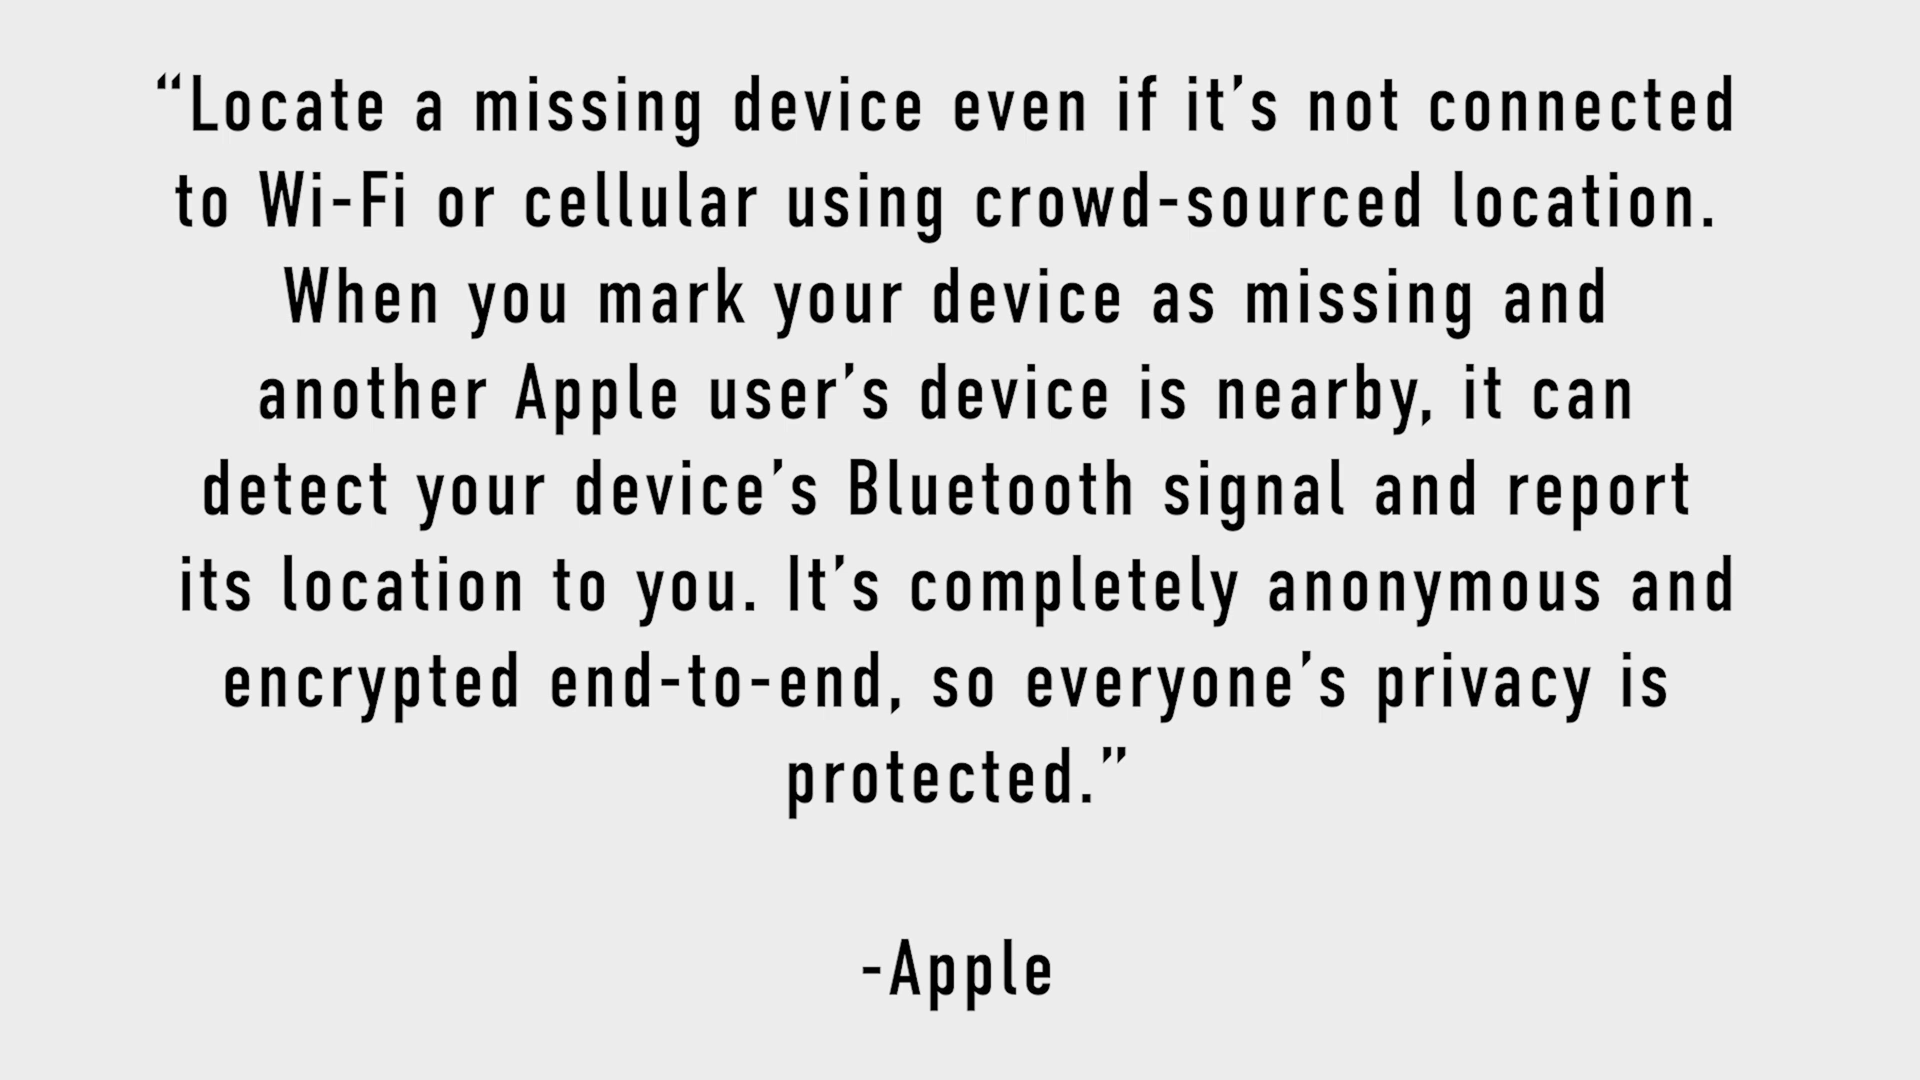 “Locate a missing device even if it’s not connected
to Wi-Fi or cellular using crowd-sourced location.
When you mark your device as missing and
another Apple user’s device is nearby, it can
detect your device’s Bluetooth signal and report
its location to you. It’s completely anonymous and
encrypted end-to-end, so everyone’s privacy is
protected.”
-Apple